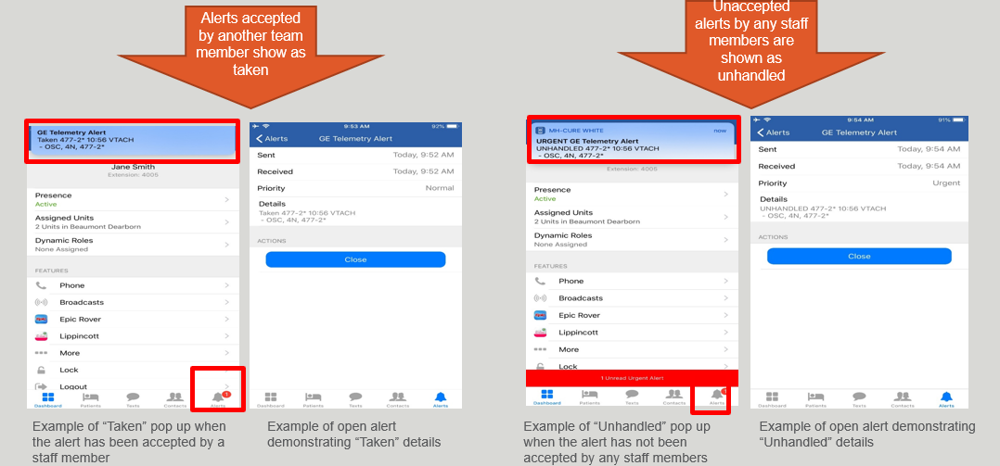 Alerts accepted
by another team
member show as
taken
Unaccepted
alerts by any staff
members are
shown as
unhandled
GE Telemetry Alert
Taken 477-2* 10:56 VTACH
- OSC, 4N, 477-2*
Jane Smith
Extension: 4005
Presence
Active
Assigned Units
2 Units in Beaumont Dearborn
Dynamic Roles
None Assigned
FEATURES
Phone
Broadcasts
Epic Rover
Lippincott
More
Lock
Logout
1
Dashboard Patients Texts Contacts Alerts
9:53 AM 92%
Alerts GE Telemetry Alert
Sent Today, 9:52 AM
Received Today, 9:52 AM
Priority Normal
Details
Taken 477-2* 10:56 VTACH
- OSC, 4N, 477-2*
ACTIONS
Close
Dashboard Patients Texts Contacts Alerts
MH-CURE WHITE now
URGENT GE Telemetry Alert
UNHANDLED 477-2* 10:56 VTACH
- OSC, 4N, 477-2*
Extension: 4005
Presence
Active
Assigned Units
2 Units in Beaumont Dearborn
Dynamic Roles
None Assigned
FEATURES
Phone
Broadcasts
Epic Rover
Lippincott
More
Lock
1 Unread Urgent Alert
Dashboard Patients Texts Contacts Alerts
9:54 AM 91%
Alerts GE Telemetry Alert
Sent Today, 9:54 AM
Received Today, 9:54 AM
Priority Urgent
Details
UNHANDLED 477-2* 10:56 VTACH
- OSC, 4N, 477-2*
ACTIONS
Close
Dashboard Patients Texts Contacts Alerts
Example of “Taken” pop up when
the alert has been accepted by a
staff member
Example of open alert
demonstrating “Taken” details
Example of “Unhandled” pop up
when the alert has not been
accepted by any staff members
Example of open alert demonstrating
“Unhandled” details